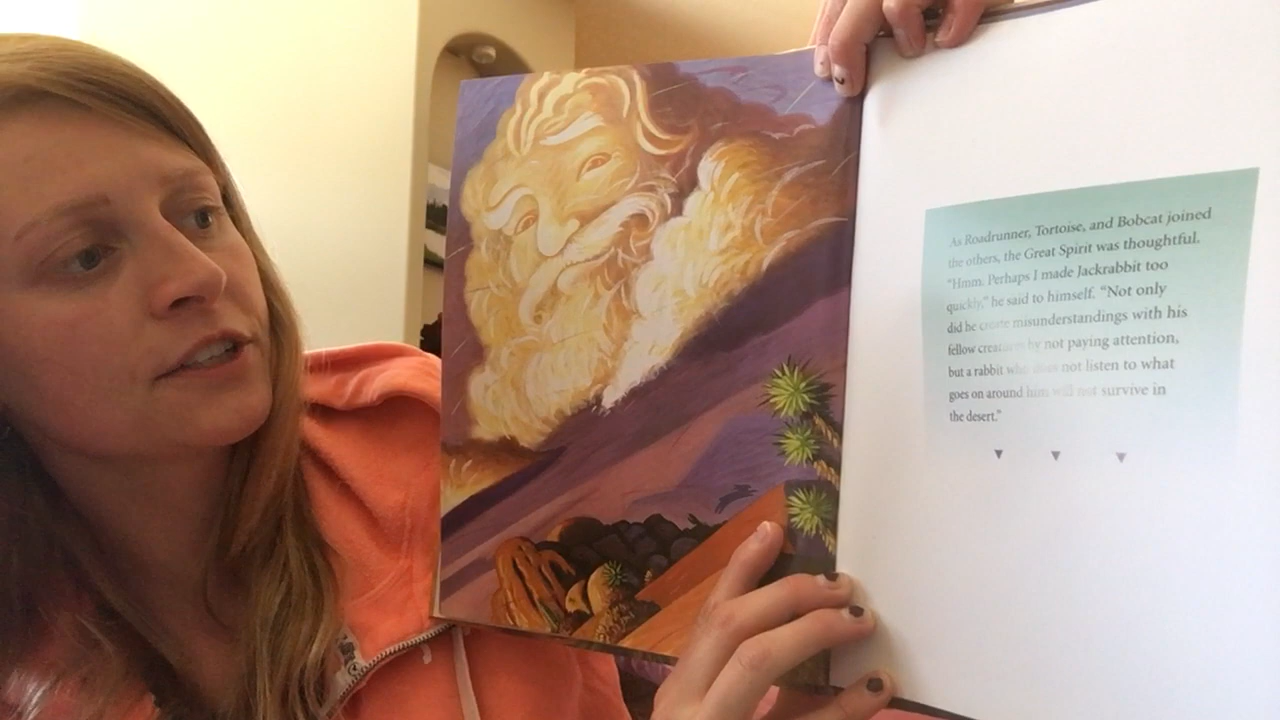 As Roadrunner, Tortoise, and Bobcat joined
the others, the Great Spirit was thoughtful.
"Hmm. Perhaps I made Jackrabbit too
quickly," he said to himself. "Not only
did he create misunderstandings with his
fellow creatures by not paying attention,
but a rabbit who does not listen to what
goes on around him will not survive in
the desert."